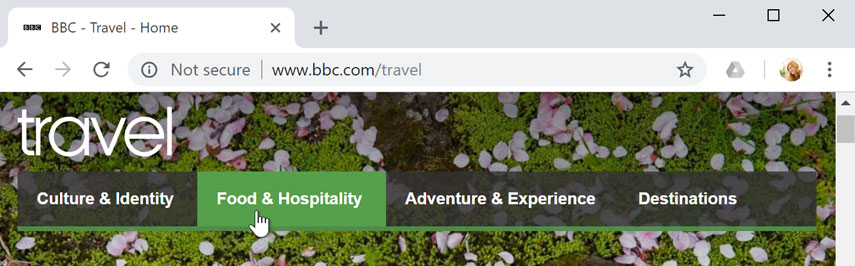 BBC BBC - Travel - Home
Not secure www.bbc.com/travel
travel
Culture & Identity Food & Hospitality Adventure & Experience Destinations